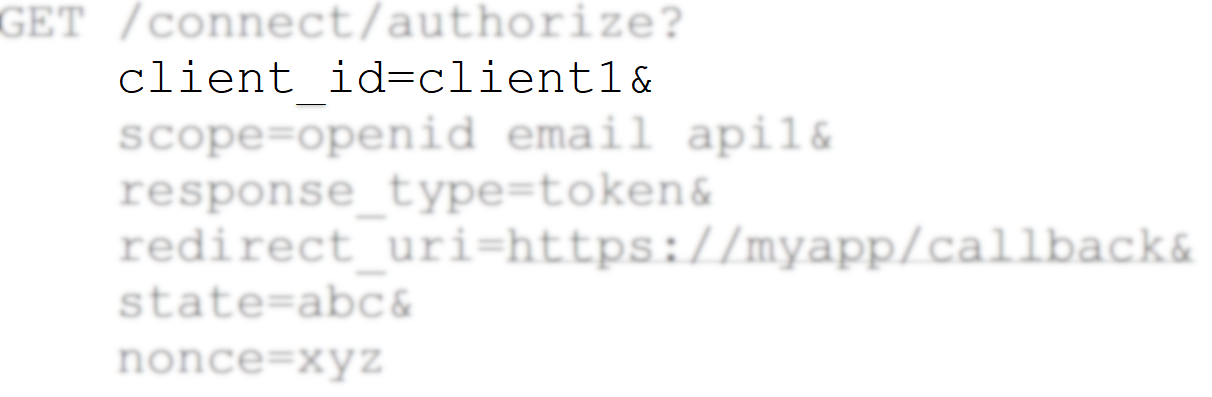 GET /connect/authorize?
client_id=client1&
scope=openid email api1&
response_type=token&
redirect_uri=https://myapp/callback&
state=abc&
nonce=xyz